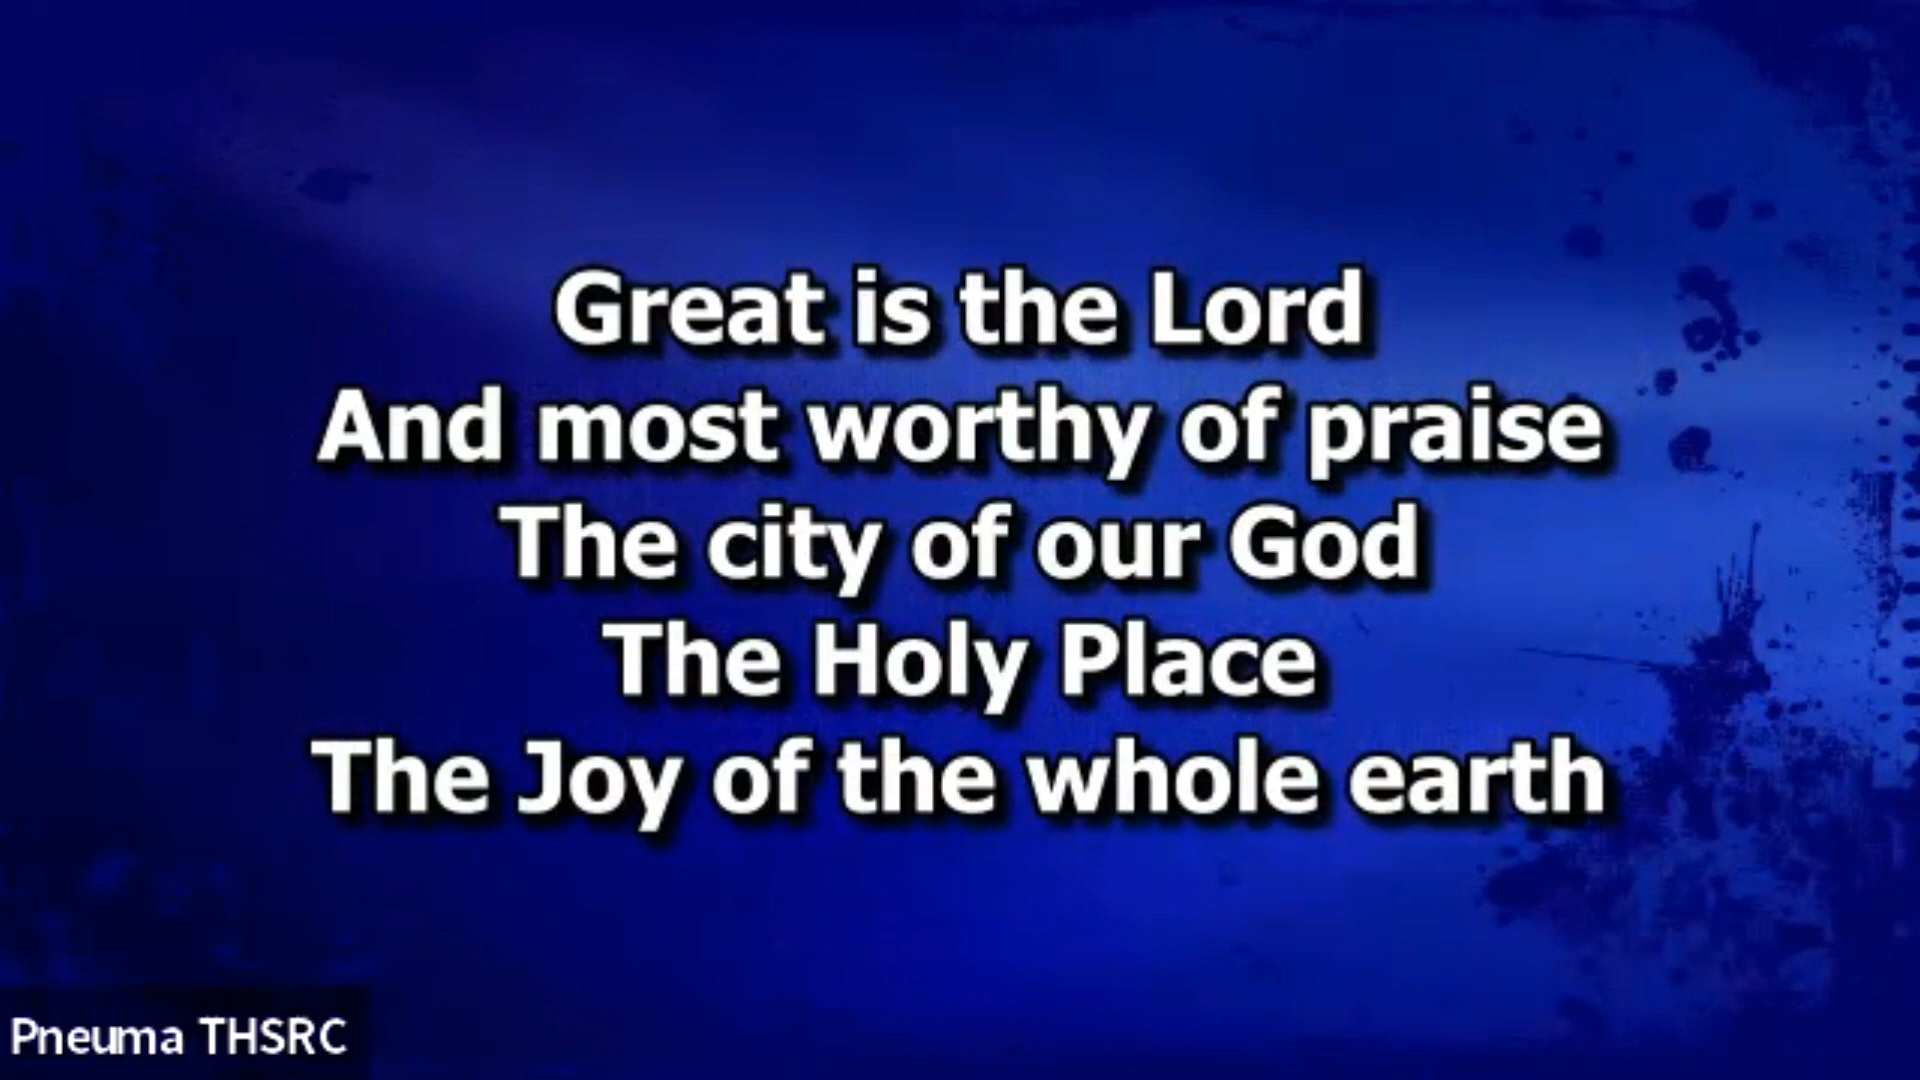 Great is the Lord
And most worthy of praise
The city of our God
The Holy Place
The Joy of the whole earth
Pneuma THSRC